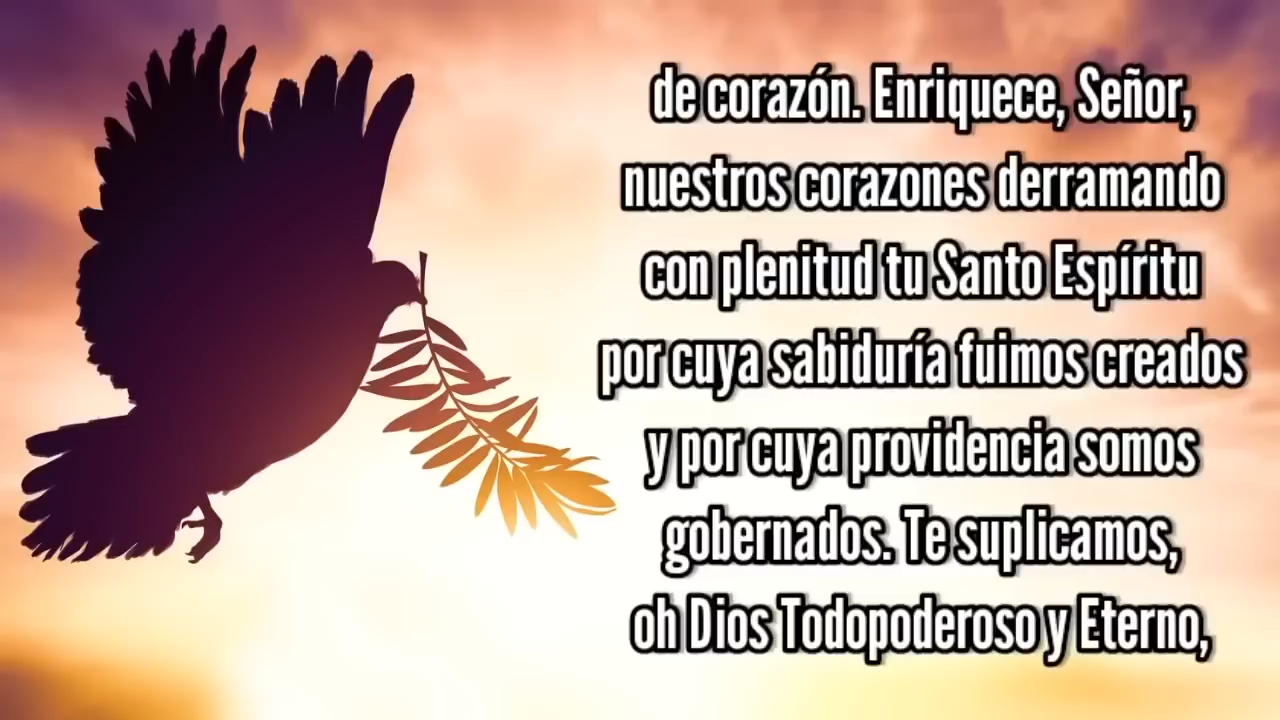 de corazón. Enriquece, Señor,
nuestros corazones derramando
con plenitud tu Santo Espíritu
por cuya sabiduría fuimos creados
y por cuya providencia somos
gobernados. Te suplicamos,
oh Dios Todopoderoso y Eterno,